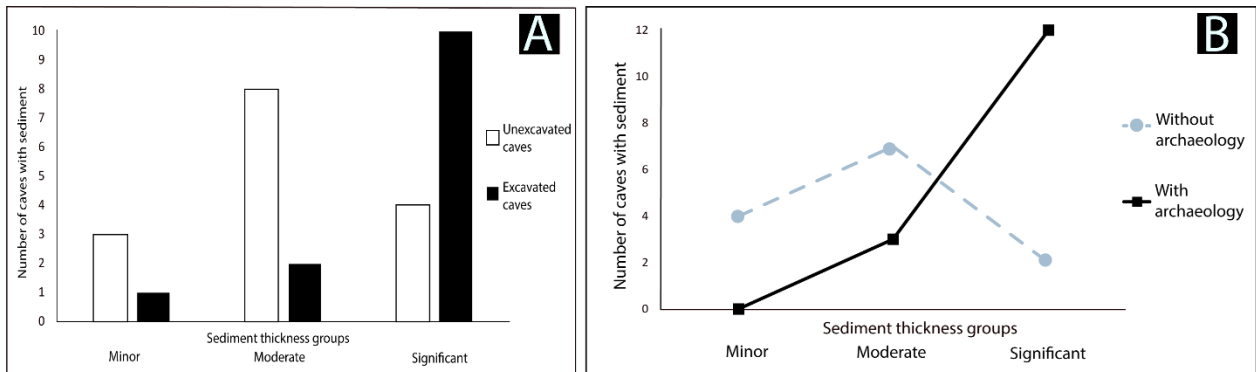 A
Number of caves with sediment
10
9
8
7
6
5
4
3
2
1
0
Unexcavated
caves
Excavated
caves
Sediment thickness groups
Minor
Moderate
Significant
B
Number of caves with sediment
12
10
8
6
4
2
0
Without
archaeology
With
archaeology
Sediment thickness groups
Minor
Moderate
Significant